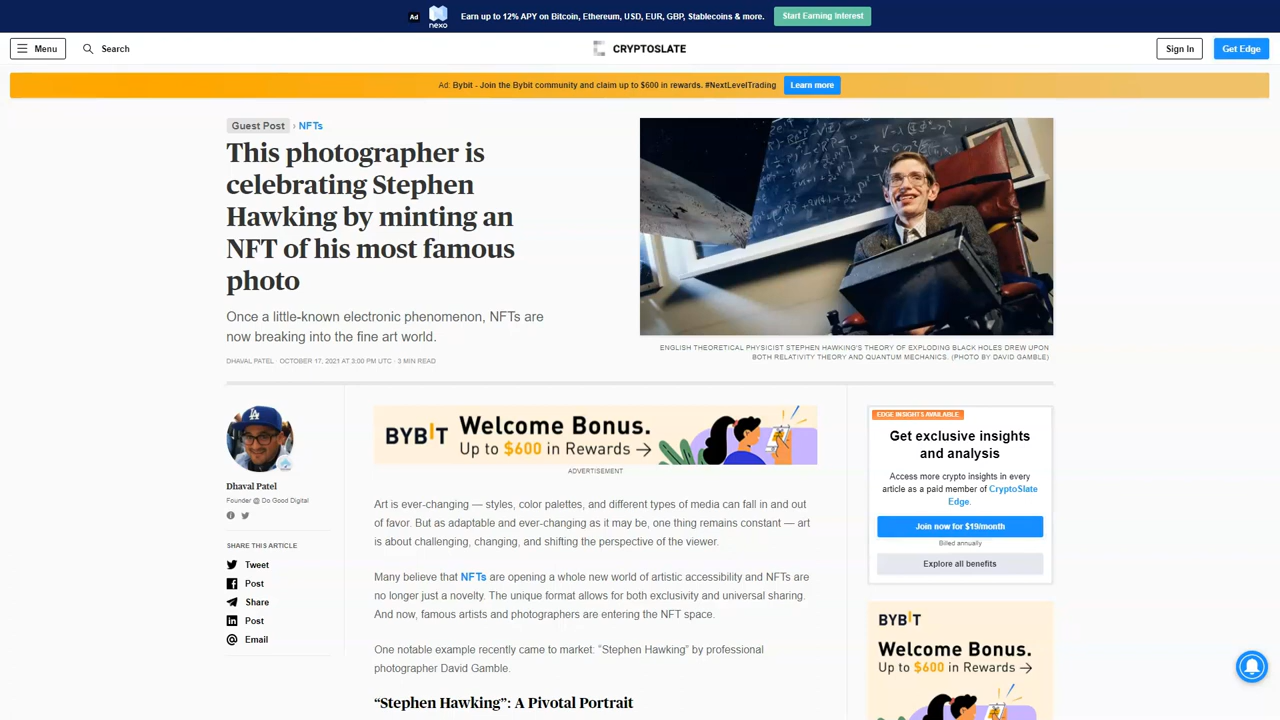 Ad
nexo
Earn up to 12% APY on Bitcoin, Ethereum, USD, EUR, GBP, Stablecoins & more.
Start Earning Interest
Menu
Search
CRYPTOSLATE
Sign In
Get Edge
Ad: Bybit - Join the Bybit community and claim up to $600 in rewards. #NextLevelTrading
Learn more
Guest Post › NFTs
This photographer is
celebrating Stephen
Hawking by minting an
NFT of his most famous
photo
Once a little-known electronic phenomenon, NFTs are
now breaking into the fine art world.
DHAVAL PATEL · OCTOBER 17, 2021 AT 3:00 PM UTC · 3 MIN READ
ENGLISH THEORETICAL PHYSICIST STEPHEN HAWKING'S THEORY OF EXPLODING BLACK HOLES DREW UPON
BOTH RELATIVITY THEORY AND QUANTUM MECHANICS. (PHOTO BY DAVID GAMBLE)
LA
Dhaval Patel
Founder @ Do Good Digital
SHARE THIS ARTICLE
Tweet
Post
Share
Post
Email
BYBIT
Welcome Bonus.
Up to $600 in Rewards →
ADVERTISEMENT
Art is ever-changing — styles, color palettes, and different types of media can fall in and out
of favor. But as adaptable and ever-changing as it may be, one thing remains constant — art
is about challenging, changing, and shifting the perspective of the viewer.
Many believe that NFTs are opening a whole new world of artistic accessibility and NFTs are
no longer just a novelty. The unique format allows for both exclusivity and universal sharing.
And now, famous artists and photographers are entering the NFT space.
One notable example recently came to market: “Stephen Hawking” by professional
photographer David Gamble.
“Stephen Hawking”: A Pivotal Portrait
EDGE INSIGHTS AVAILABLE
Get exclusive insights
and analysis
Access more crypto insights in every
article as a paid member of CryptoSlate
Edge.
Join now for $19/month
Billed annually
Explore all benefits
BYBIT
Welcome Bonus.
Up to $600 in Rewards →